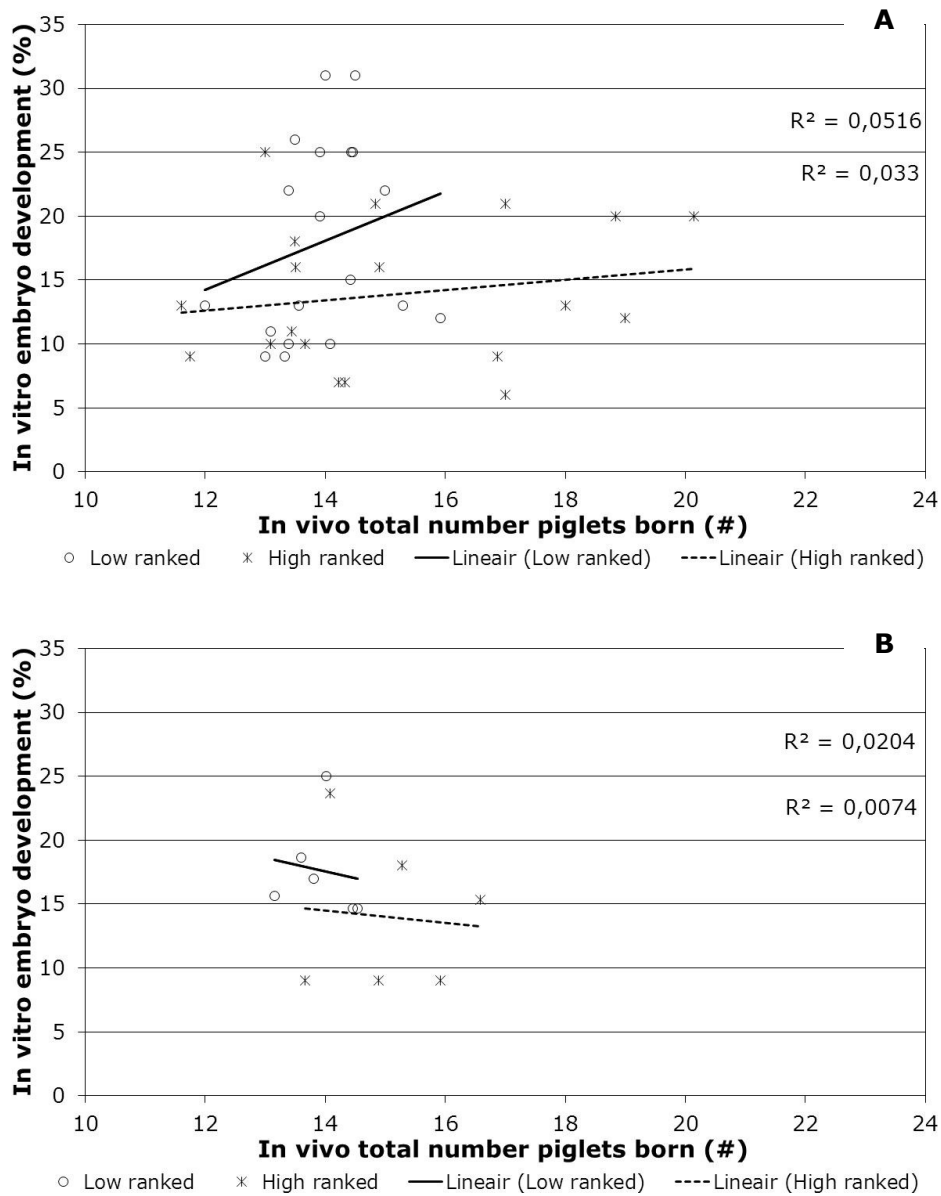 A
35
30
25
20
15
10
5
0
In vitro embryo development (%)
R² = 0,0516
R² = 0,033
10 12 14 16 18 20 22 24
In vivo total number piglets born (#)
Low ranked High ranked Lineair (Low ranked) Lineair (High ranked)
B
35
30
25
20
15
10
5
0
In vitro embryo development (%)
R² = 0,0204
R² = 0,0074
10 12 14 16 18 20 22 24
In vivo total number piglets born (#)
Low ranked High ranked Lineair (Low ranked) Lineair (High ranked)